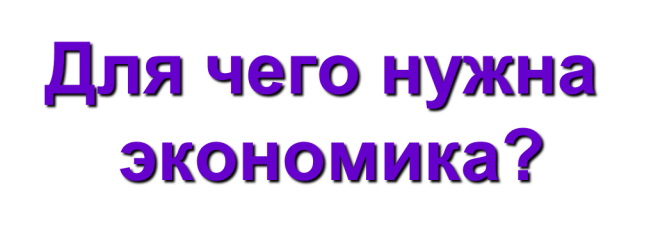 Для чего нужна
экономика?